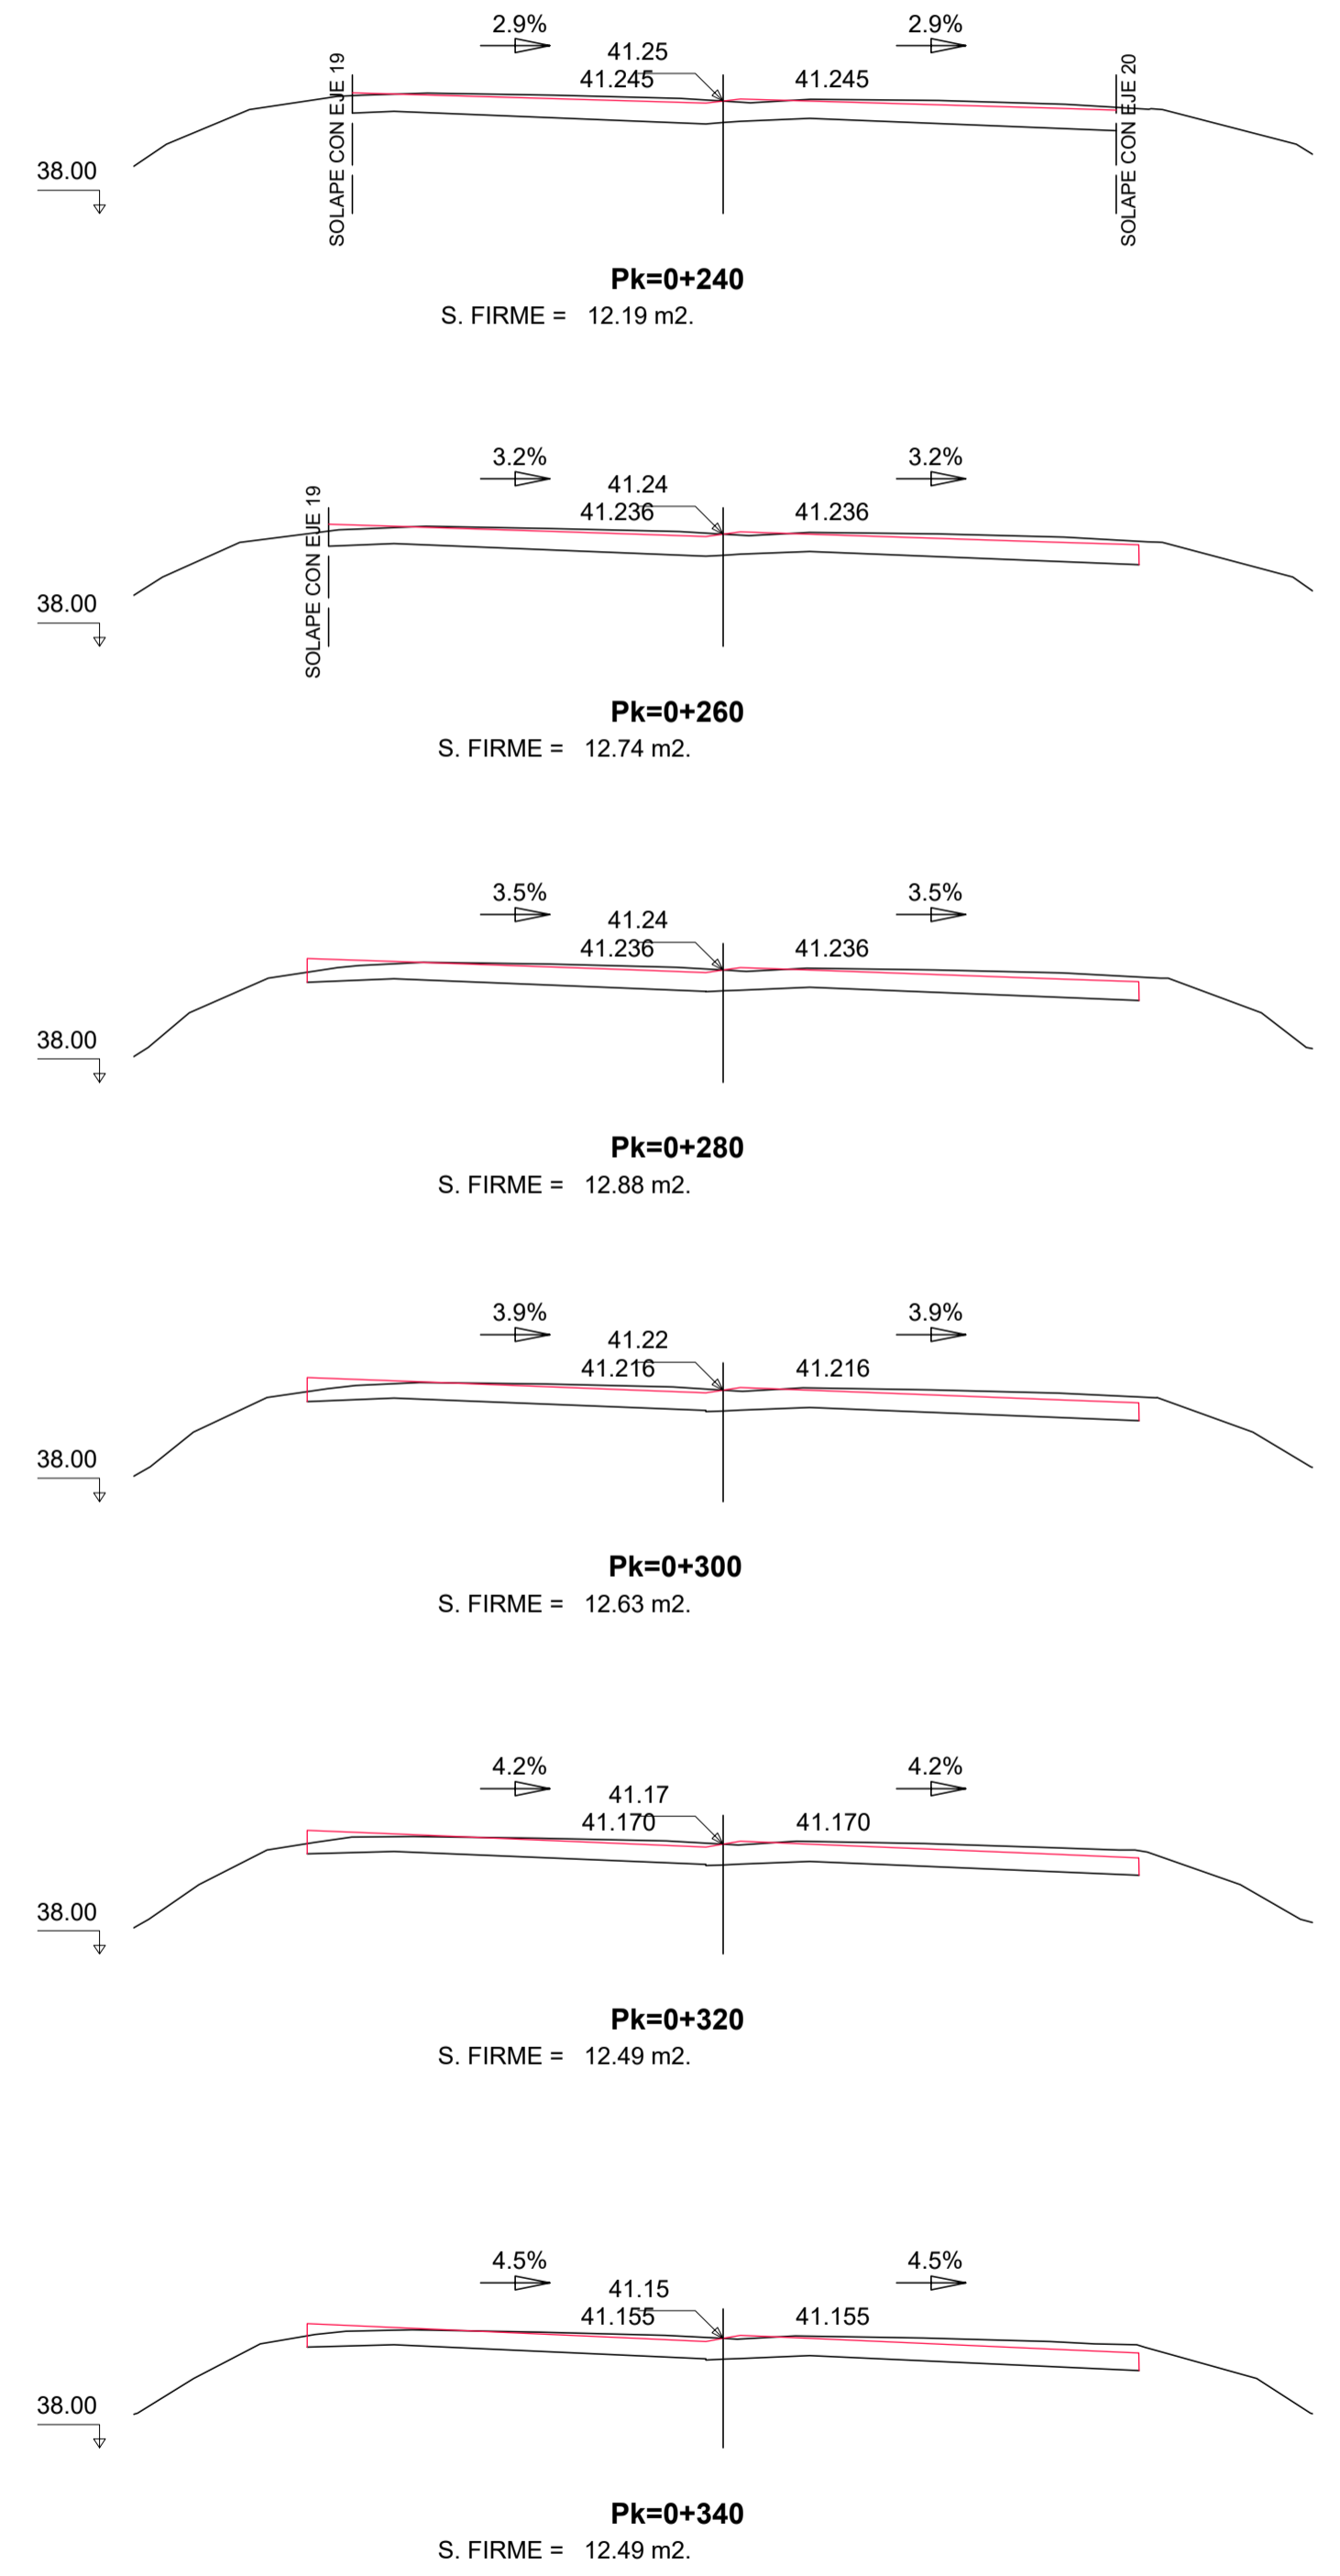 2.9% 2.9%
41.25
41.245 41.245
SOLAPE CON EJE 19
SOLAPE CON EJE 20
38.00
Pk=0+240
S. FIRME = 12.19 m2.
3.2% 3.2%
41.24
41.236 41.236
SOLAPE CON EJE 19
38.00
Pk=0+260
S. FIRME = 12.74 m2.
3.5% 3.5%
41.24
41.236 41.236
38.00
Pk=0+280
S. FIRME = 12.88 m2.
3.9% 3.9%
41.22
41.216 41.216
38.00
Pk=0+300
S. FIRME = 12.63 m2.
4.2% 4.2%
41.17
41.170 41.170
38.00
Pk=0+320
S. FIRME = 12.49 m2.
4.5% 4.5%
41.15
41.155 41.155
38.00
Pk=0+340
S. FIRME = 12.49 m2.